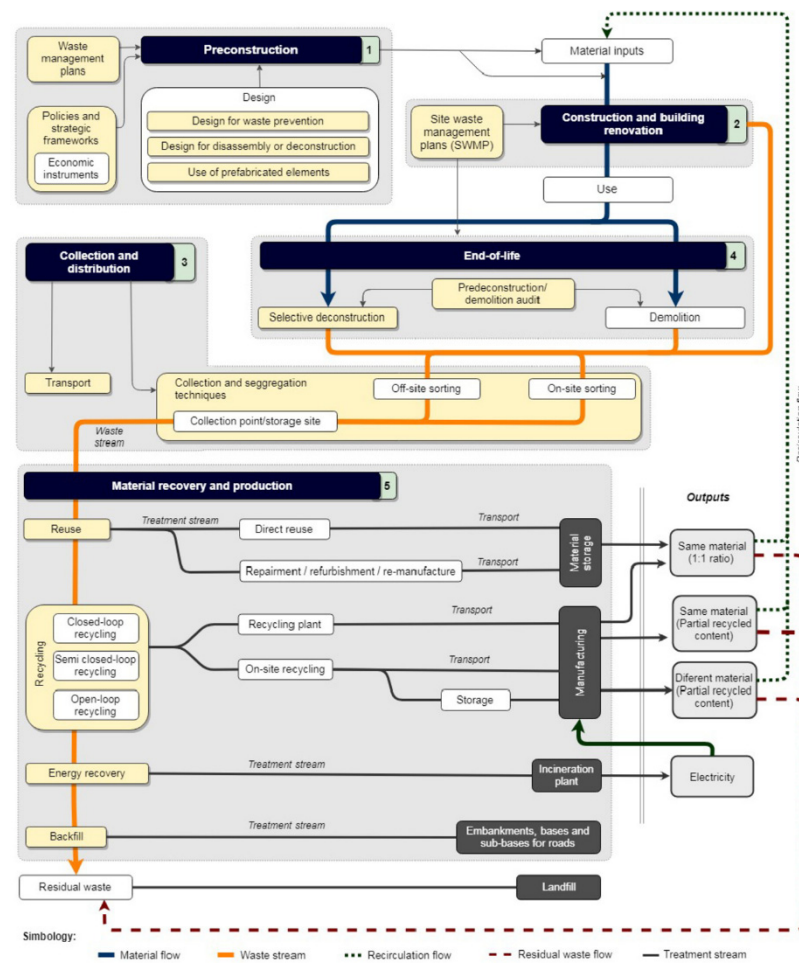 Waste
management
plans
Preconstruction
1
Material inputs
Policies and
strategic
frameworks
Economic
instruments
Design
Design for waste prevention
Design for disassembly or deconstruction
Use of prefabricated elements
Site waste
management
plans (SWMP)
Construction and building
renovation
2
Use
Collection and
distribution
3
End-of-life
4
Predeconstruction/
demolition audit
Selective deconstruction
Demolition
Transport
Collection and seggregation
techniques
Off-site sorting
On-site sorting
Collection point/storage site
Waste
stream
Material recovery and production
5
Outputs
Reuse
Treatment stream
Direct reuse
Transport
Repairment / refurbishment / re-manufacture
Transport
Material
storage
Same material
(1:1 ratio)
Recycling
Closed-loop
recycling
Semi closed-loop
recycling
Open-loop
recycling
Recycling plant
Transport
On-site recycling
Transport
Storage
Manufacturing
Same material
(Partial recycled
content)
Diferent material
(Partial recycled
content)
Energy recovery
Treatment stream
Incineration
plant
Electricity
Backfill
Treatment stream
Embankments, bases and
sub-bases for roads
Residual waste
Landfill
Simbology:
Material flow
Waste stream
Recirculation flow
Residual waste flow
Treatment stream